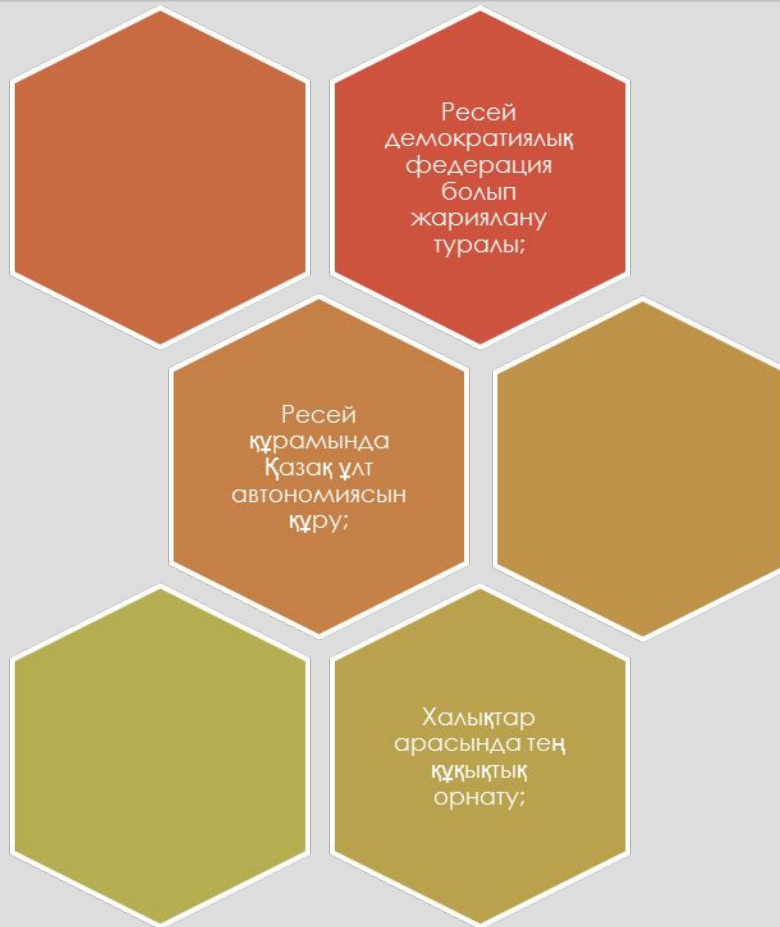 Ресей
демократиялық
федерация
болып
жариялану
туралы;
Ресей
құрамында
Қазақ ұлт
автономиясын
құру;
Халықтар
арасында тең
құқықтық
орнату;